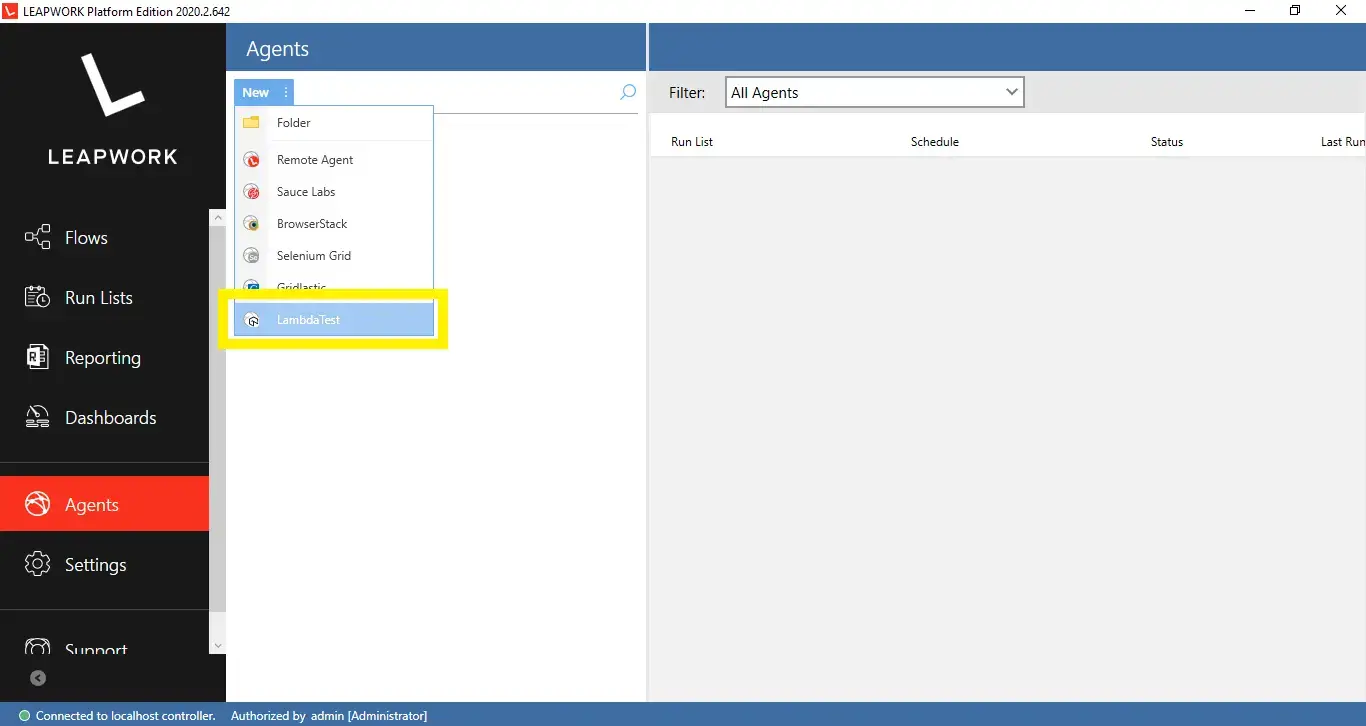 LEAPWORK Platform Edition 2020.2.642
LEAPWORK
Flows
Run Lists
Reporting
Dashboards
Agents
Settings
Support
Agents
New
Folder
Remote Agent
Sauce Labs
BrowserStack
Selenium Grid
Gridlastic
LambdaTest
Filter: All Agents
Run List Schedule Status Last Run
Connected to localhost controller. Authorized by admin [Administrator]